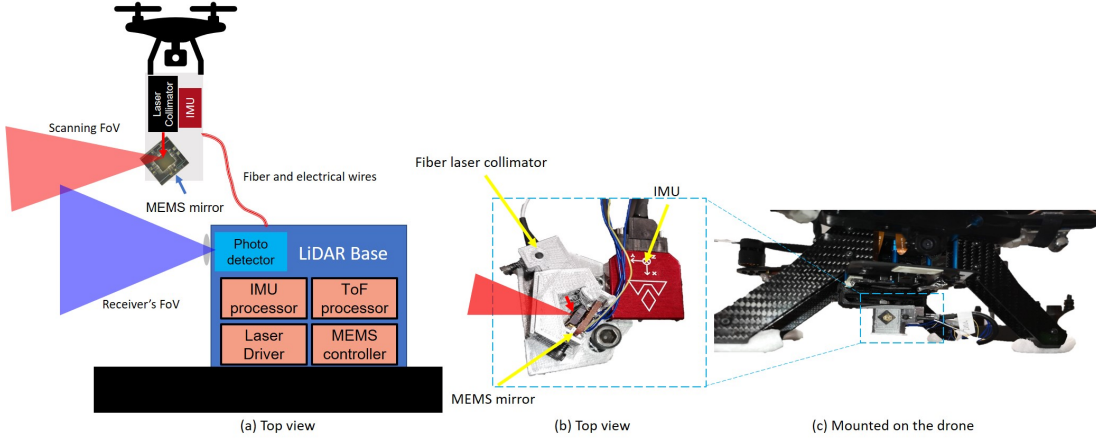 Laser
Collimator
IMU
Scanning FoV
MEMS mirror
Fiber and electrical wires
Photo
detector
LiDAR Base
Receiver's FoV
IMU
processor
ToF
processor
Laser
Driver
MEMS
controller
(a) Top view
Fiber laser collimator
IMU
MEMS mirror
(b) Top view
(c) Mounted on the drone